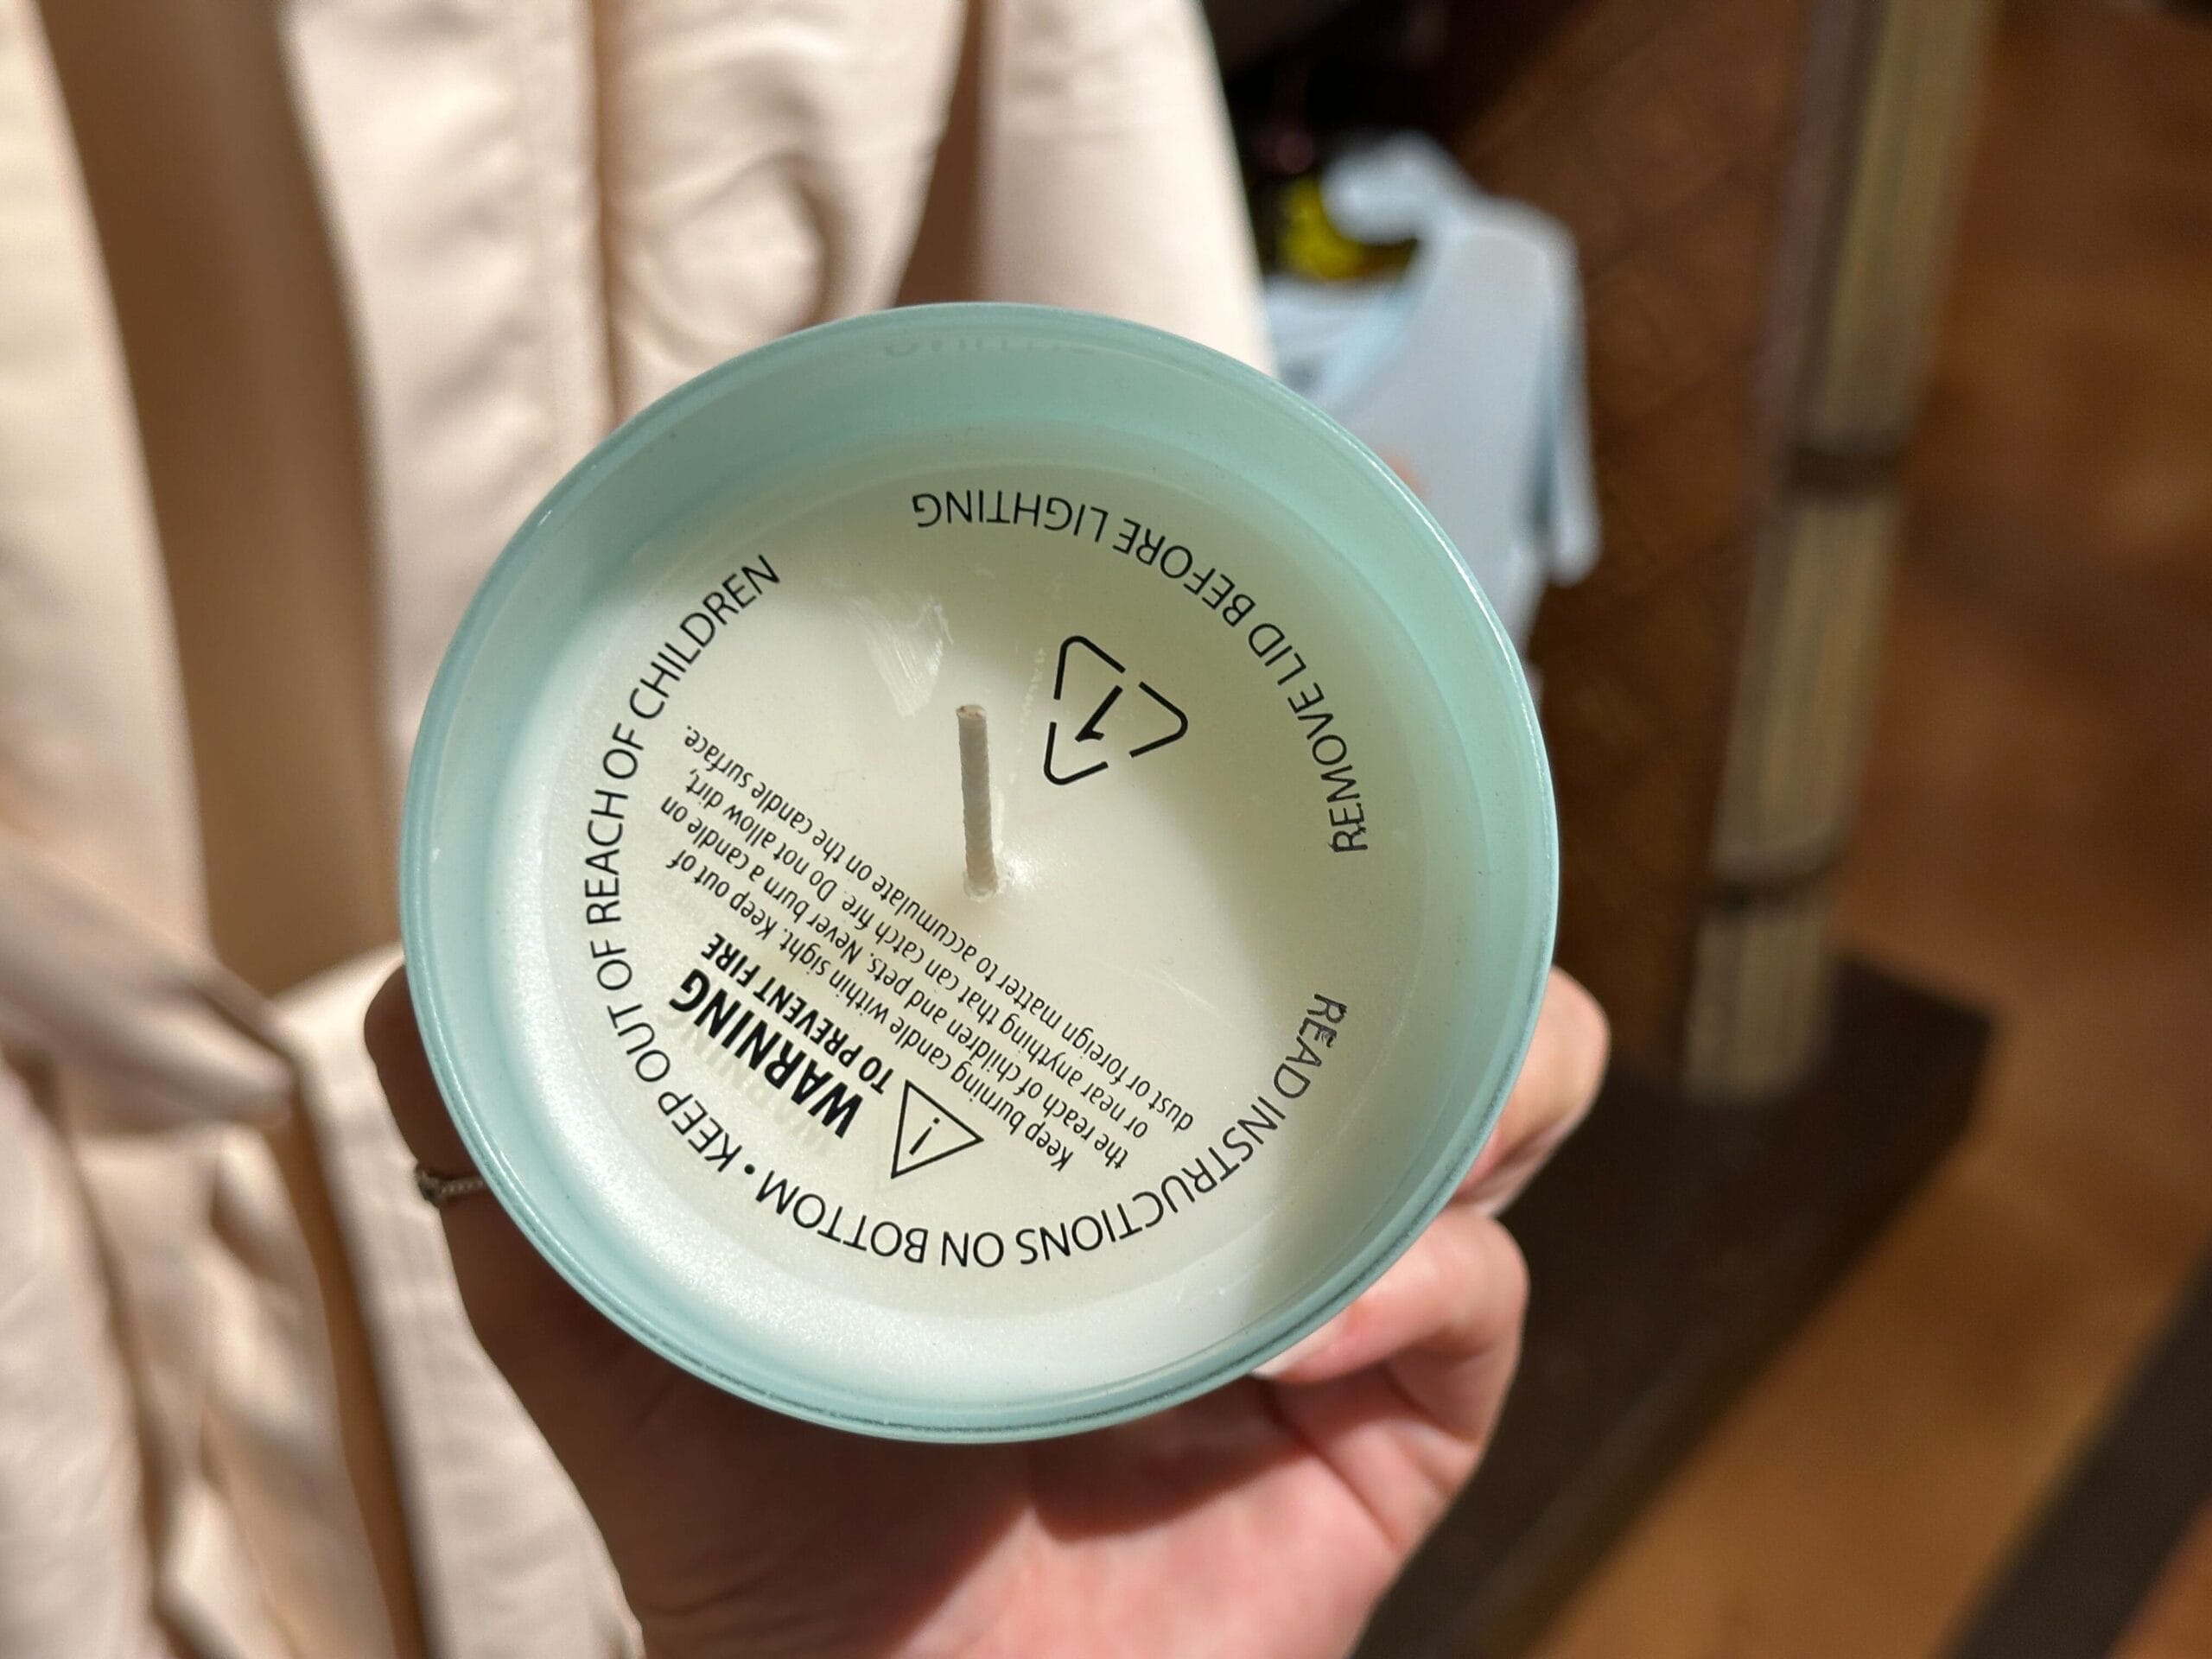 REMOVE LID BEFORE LIGHTING
READ INSTRUCTIONS ON BOTTOM • KEEP OUT OF REACH OF CHILDREN
WARNING
TO PREVENT FIRE
Keep burning candle within sight. Keep out of
the reach of children and pets. Never burn a candle on
or near anything that can catch fire. Do not allow dirt,
dust or foreign matter to accumulate on the candle surface.
1